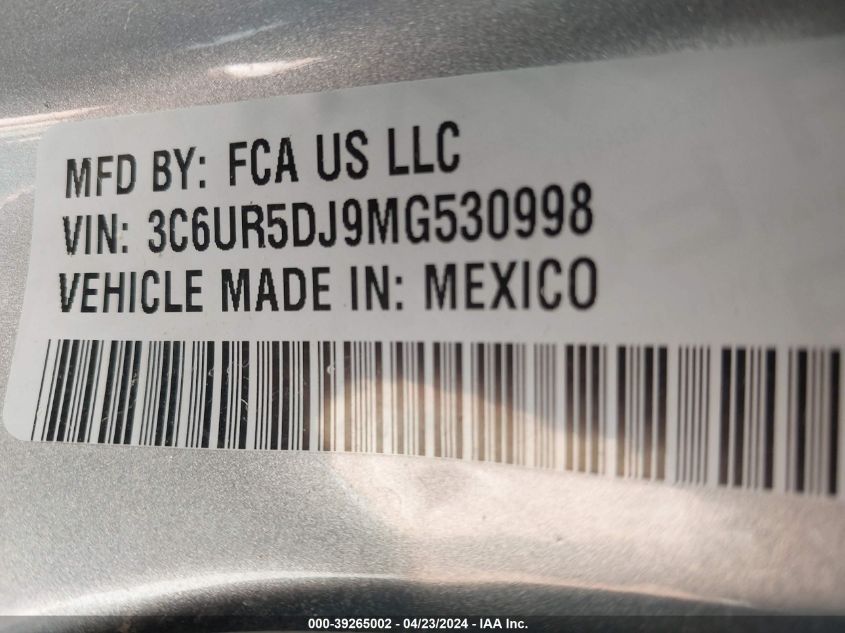 MFD BY: FCA US LLC
VIN: 3C6UR5DJ9MG530998
VEHICLE MADE IN: MEXICO
000-39265002 - 04/23/2024 - IAA Inc.